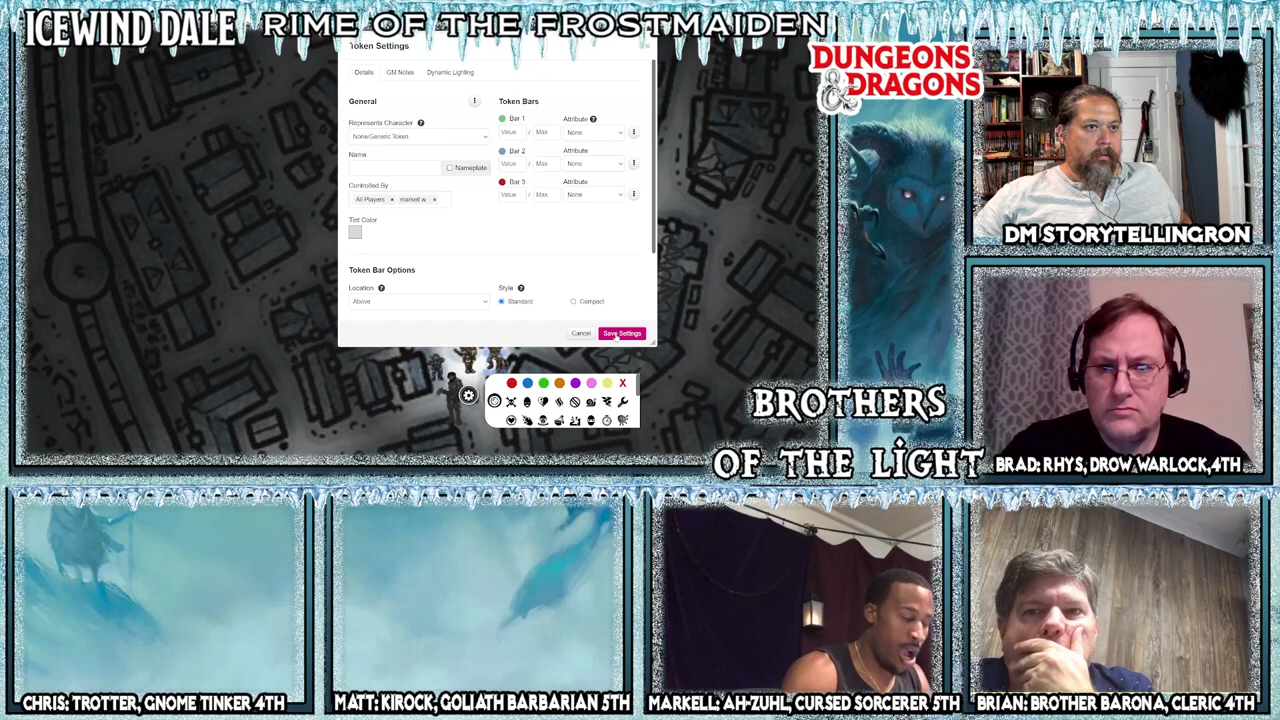 ICEWIND DALE RIME OF THE FROSTMAIDEN
Token Settings
Details GM Notes Dynamic Lighting
General
Represents Character ?
None/Generic Token
Name
Nameplate
Controlled By
All Players × markell w. ×
Tint Color
Token Bars
Bar 1 Attribute ?
Value / Max None
Bar 2 Attribute
Value / Max None
Bar 3 Attribute
Value / Max None
Token Bar Options
Location ? Style ?
Above Standard Compact
Cancel Save Settings
X
DUNGEONS
& DRAGONS
DM STORYTELLINGRON
BROTHERS
OF THE LIGHT
BRAD: RHYS, DROW WARLOCK,4TH
CHRIS: TROTTER, GNOME TINKER 4TH
MATT: KIROCK, GOLIATH BARBARIAN 5TH
MARKELL: AH-ZUHL, CURSED SORCERER 5TH
BRIAN: BROTHER BARONA, CLERIC 4TH